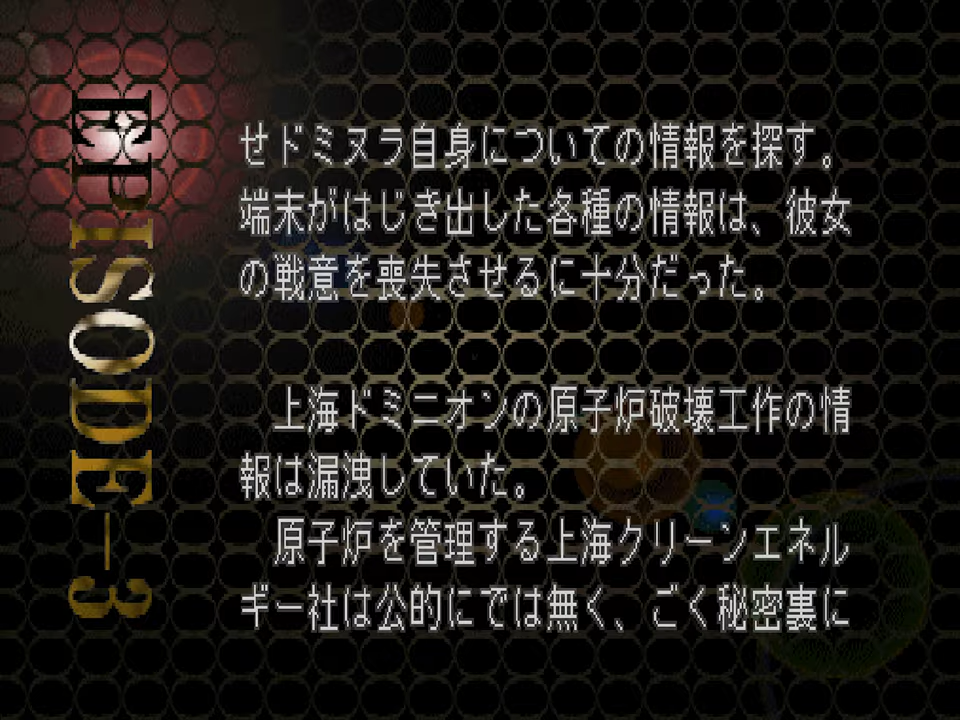 EPISODE-3
せドミヌラ自身についての情報を探す。
端末がはじき出した各種の情報は、彼女
の戦意を喪失させるに十分だった。
上海ドミニオンの原子炉破壊工作の情
報は漏洩していた。
原子炉を管理する上海クリーンエネル
ギー社は公的にでは無く、ごく秘密裏に